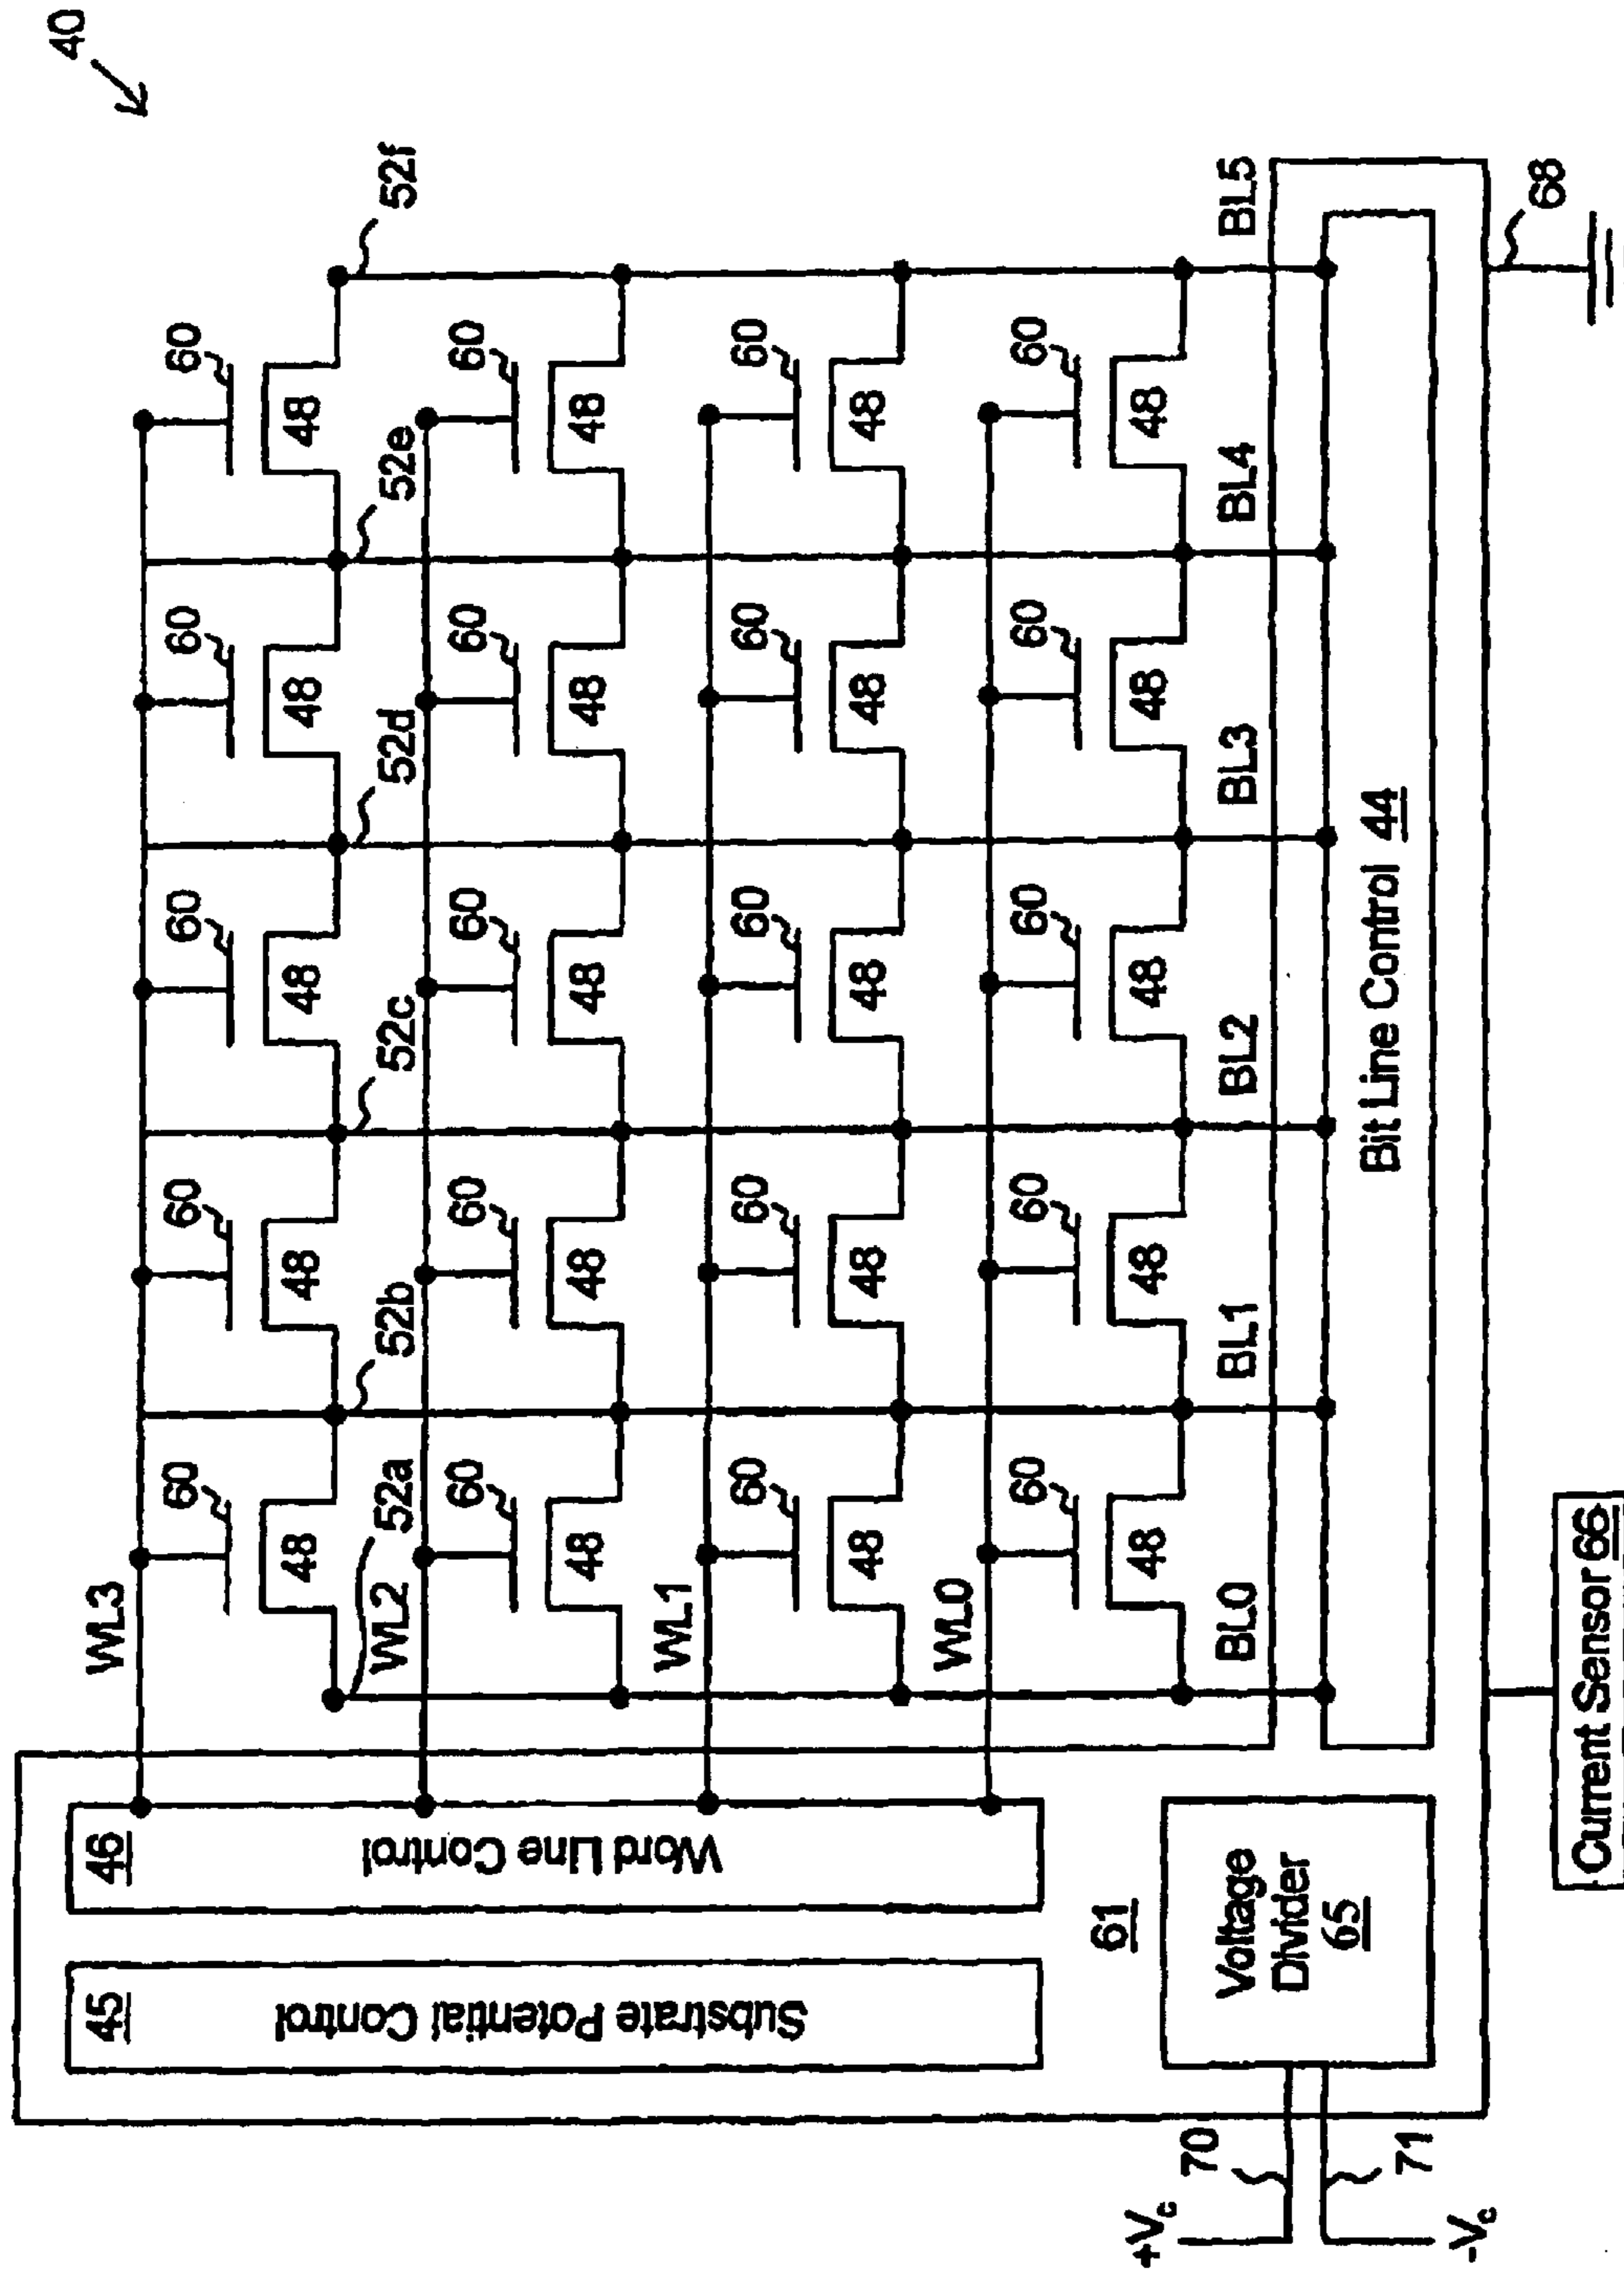 40
WL3
60
60
60
60
60
48
48
48
48
48
52a
52b
52c
52d
52e
52f
WL2
60
60
60
60
60
48
48
48
48
48
WL1
60
60
60
60
60
48
48
48
48
48
WL0
60
60
60
60
60
48
48
48
48
48
BL0
BL1
BL2
BL3
BL4
BL5
45
Substrate Potential Control
46
Word Line Control
61
Voltage
Divider
65
Bit Line Control 44
+Vc
70
71
-Vc
Current Sensor 66
68